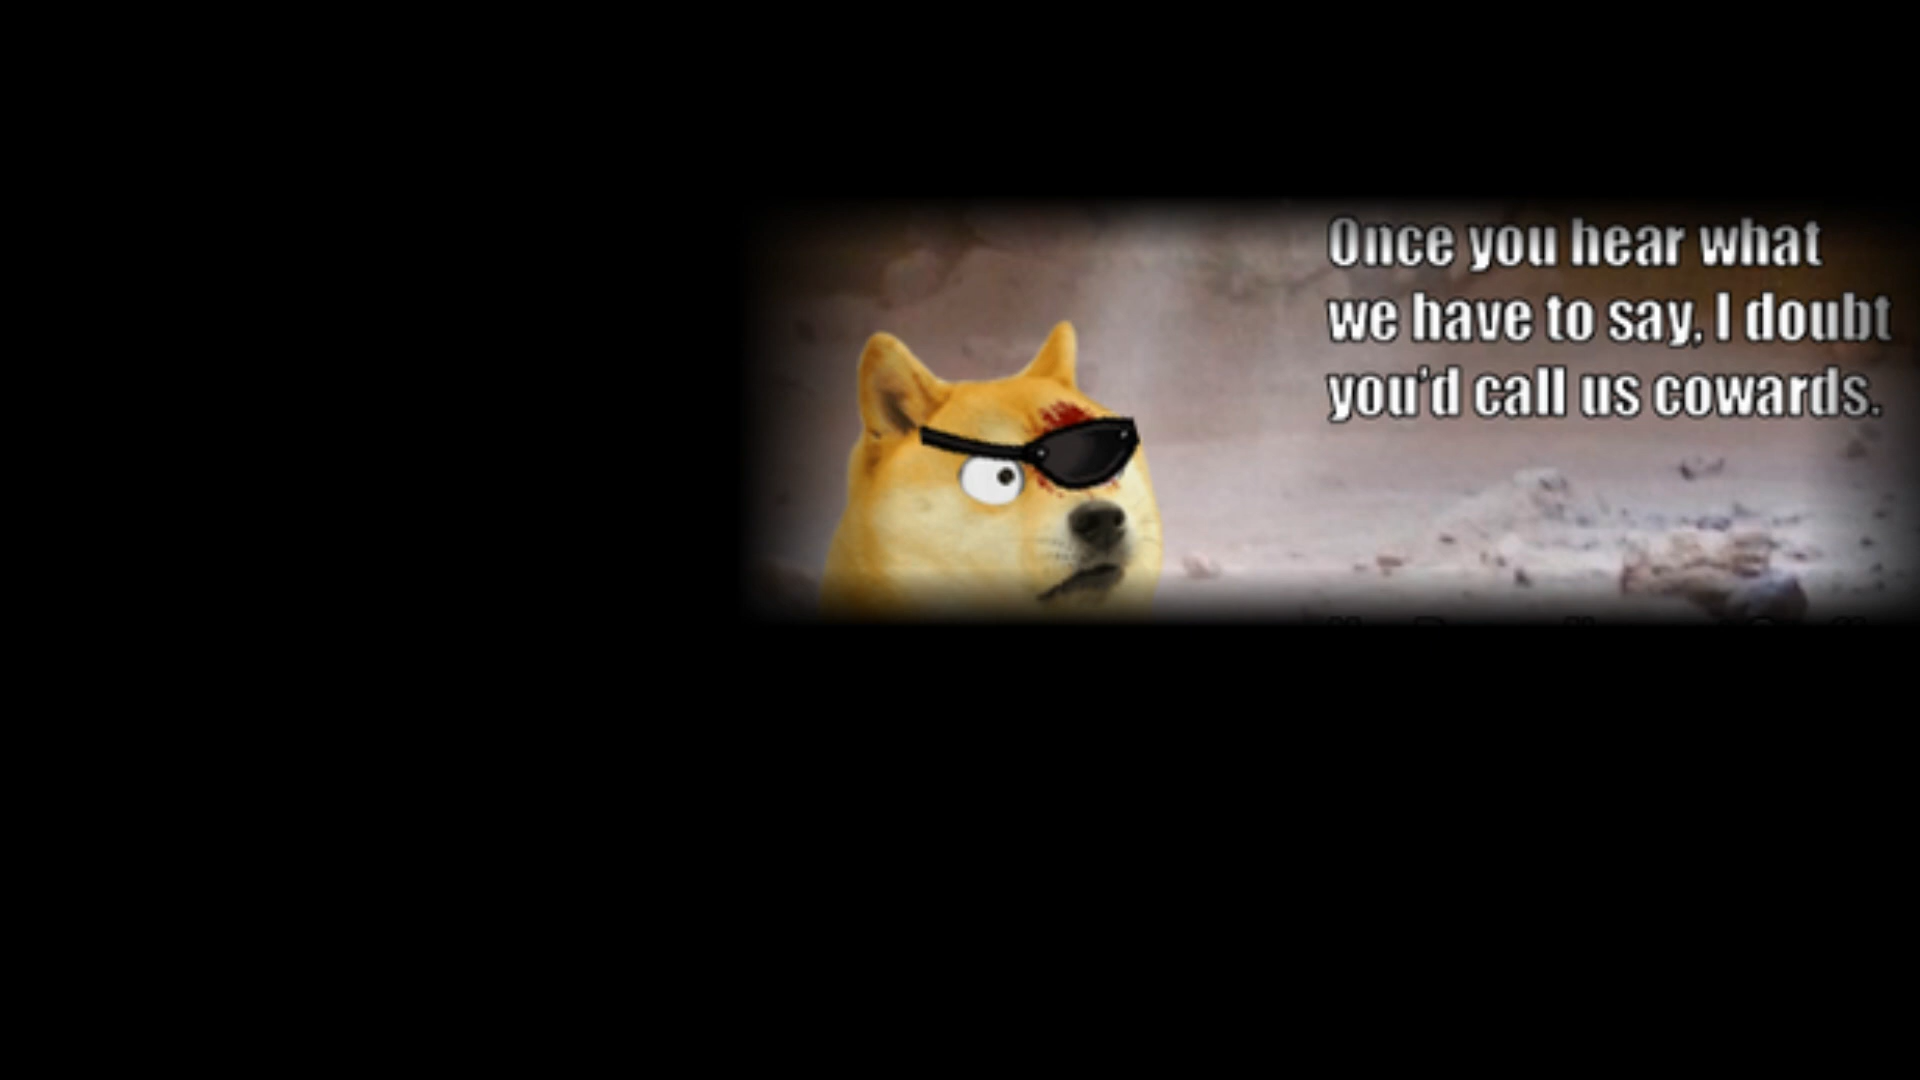 Once you hear what
we have to say, I doubt
you'd call us cowards.